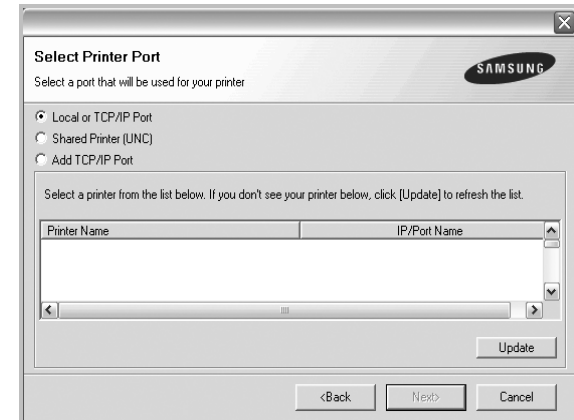 Select Printer Port
Select a port that will be used for your printer
SAMSUNG
Local or TCP/IP Port
Shared Printer (UNC)
Add TCP/IP Port
Select a printer from the list below. If you don't see your printer below, click [Update] to refresh the list.
Printer Name IP/Port Name
Update
<Back Next> Cancel